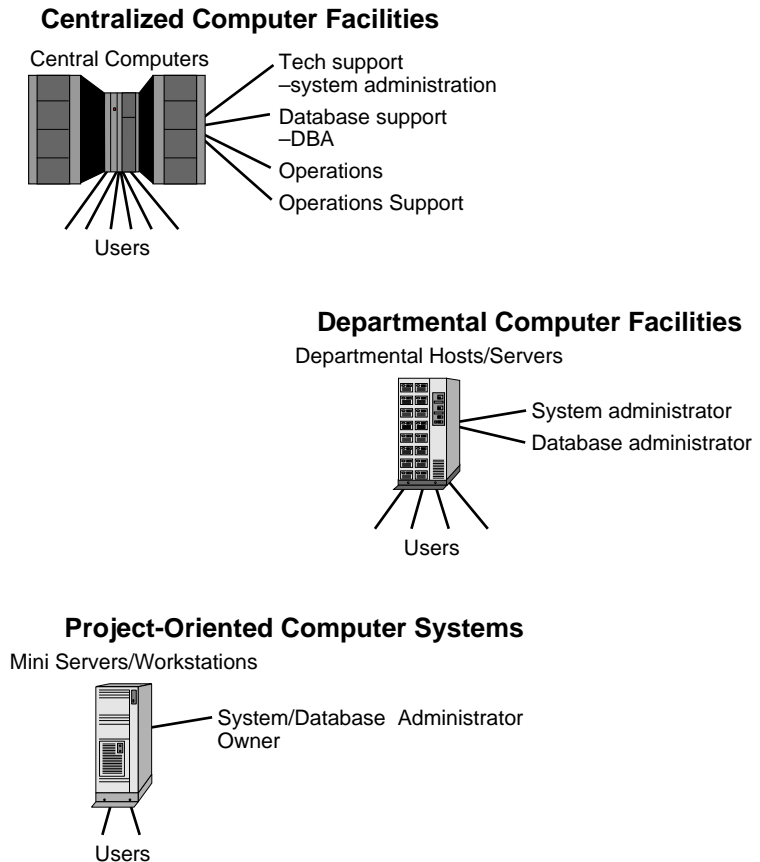 Centralized Computer Facilities
Central Computers
Tech support
–system administration
Database support
–DBA
Operations
Operations Support
Users
Departmental Computer Facilities
Departmental Hosts/Servers
System administrator
Database administrator
Users
Project-Oriented Computer Systems
Mini Servers/Workstations
System/Database Administrator
Owner
Users